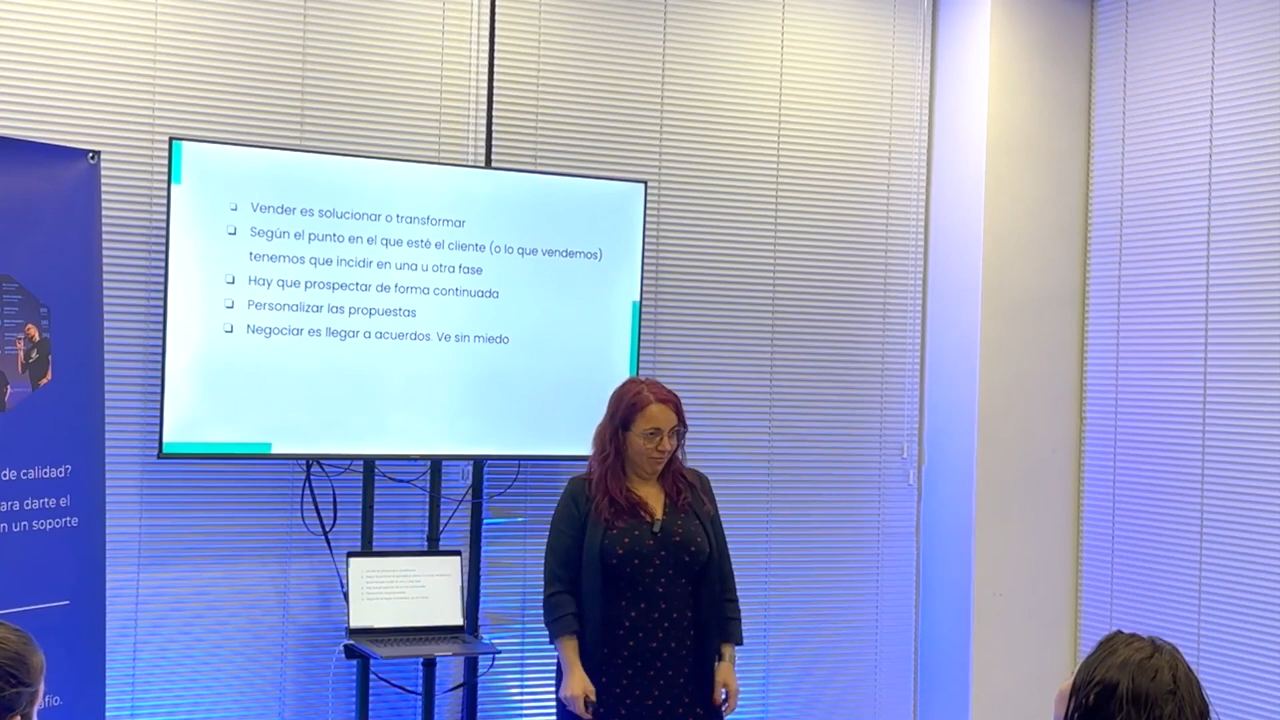 Vender es solucionar o transformar
Según el punto en el que esté el cliente (o lo que vendemos)
tenemos que incidir en una u otra fase
Hay que prospectar de forma continuada
Personalizar las propuestas
Negociar es llegar a acuerdos. Ve sin miedo
de calidad?
ara darte el
n un soporte
afío.